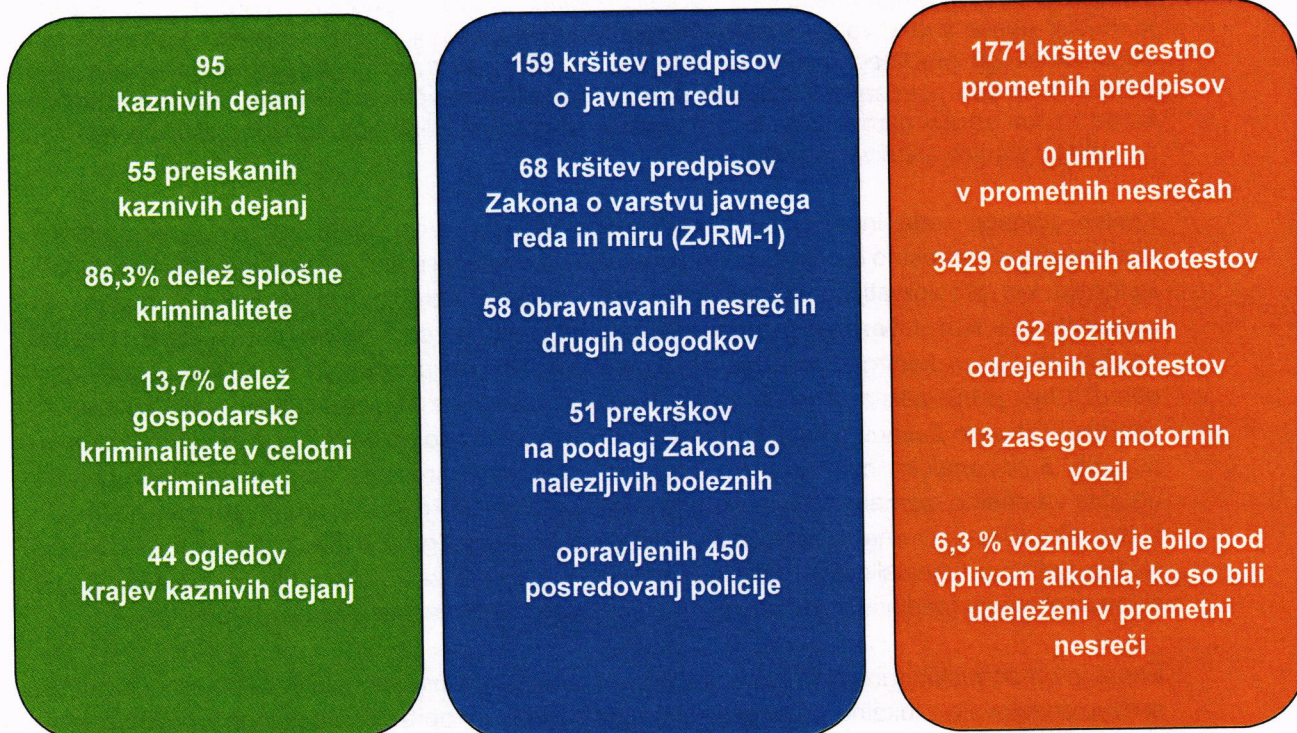 95
kaznivih dejanj
55 preiskanih
kaznivih dejanj
86,3% delež splošne
kriminalitete
13,7% delež
gospodarske
kriminalitete v celotni
kriminaliteti
44 ogledov
krajev kaznivih dejanj
159 kršitev predpisov
o javnem redu
68 kršitev predpisov
Zakona o varstvu javnega
reda in miru (ZJRM-1)
58 obravnavanih nesreč in
drugih dogodkov
51 prekrškov
na podlagi Zakona o
nalezljivih boleznih
opravljenih 450
posredovanj policije
1771 kršitev cestno
prometnih predpisov
0 umrlih
v prometnih nesrečah
3429 odrejenih alkotestov
62 pozitivnih
odrejenih alkotestov
13 zasegov motornih
vozil
6,3 % voznikov je bilo pod
vplivom alkohla, ko so bili
udeleženi v prometni
nesreči